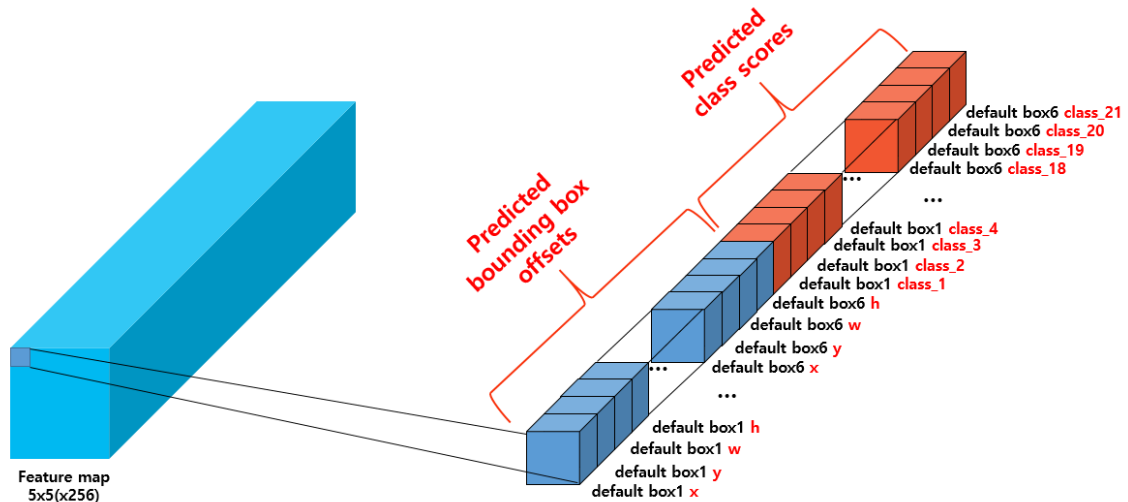 Predicted
class scores
default box6 class_21
default box6 class_20
default box6 class_19
default box6 class_18
...
...
Predicted
bounding box
offsets
default box1 class_4
default box1 class_3
default box1 class_2
default box1 class_1
default box6 h
default box6 w
default box6 y
default box6 x
...
...
default box1 h
default box1 w
default box1 y
default box1 x
Feature map
5x5(x256)